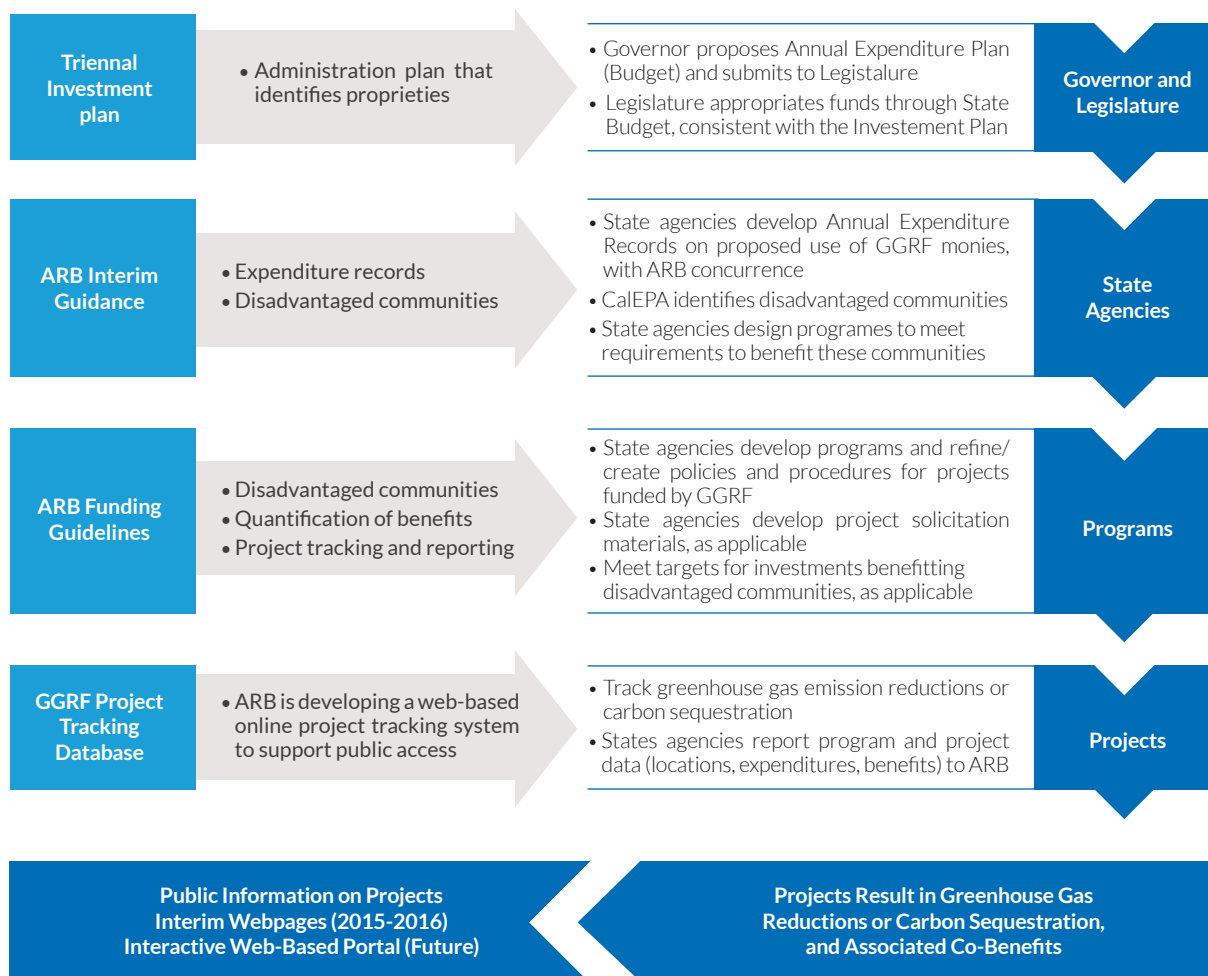 Triennal
Investment
plan
• Administration plan that
identifies proprieties
• Governor proposes Annual Expenditure Plan
(Budget) and submits to Legistalure
• Legislature appropriates funds through State
Budget, consistent with the Investement Plan
Governor and
Legislature
ARB Interim
Guidance
• Expenditure records
• Disadvantaged communities
• State agencies develop Annual Expenditure
Records on proposed use of GGRF monies,
with ARB concurrence
• CalEPA identifies disadvantaged communities
• State agencies design programes to meet
requirements to benefit these communities
State
Agencies
ARB Funding
Guidelines
• Disadvantaged communities
• Quantification of benefits
• Project tracking and reporting
• State agencies develop programs and refine/
create policies and procedures for projects
funded by GGRF
• State agencies develop project solicitation
materials, as applicable
• Meet targets for investments benefitting
disadvantaged communities, as applicable
Programs
GGRF Project
Tracking
Database
• ARB is developing a web-based
online project tracking system
to support public access
• Track greenhouse gas emission reductions or
carbon sequestration
• States agencies report program and project
data (locations, expenditures, benefits) to ARB
Projects
Public Information on Projects
Interim Webpages (2015-2016)
Interactive Web-Based Portal (Future)
Projects Result in Greenhouse Gas
Reductions or Carbon Sequestration,
and Associated Co-Benefits